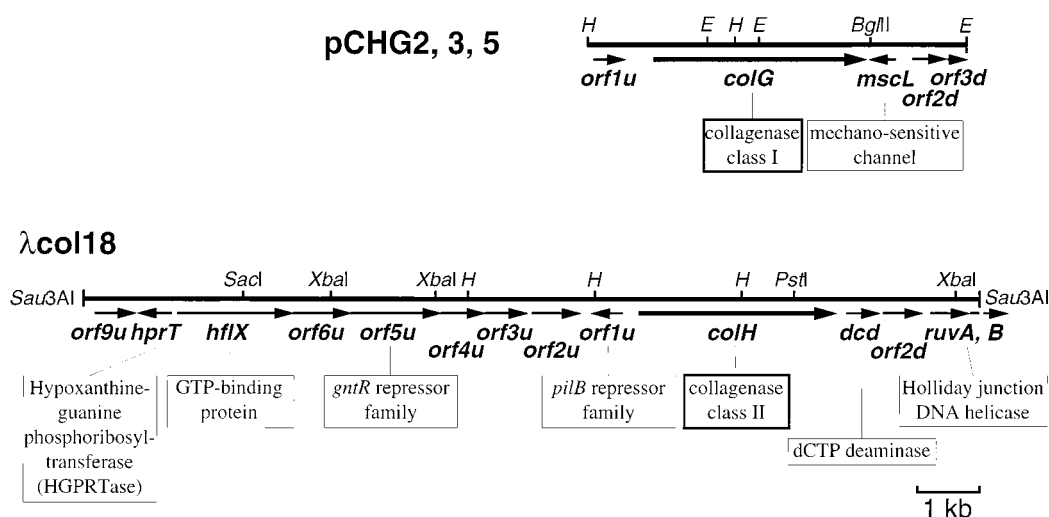 pCHG2, 3, 5
H E H E BglII E
orf1u colG mscL orf3d
orf2d
collagenase
class I
mechano-sensitive
channel
λcol18
Sau3AI SacI XbaI XbaI H H H PstI XbaI Sau3AI
orf9u hprT hflX orf6u orf5u orf3u orf1u colH dcd ruvA, B
orf4u orf2u orf2d
Hypoxanthine-
guanine
phosphoribosyl-
transferase
(HGPRTase)
GTP-binding
protein
gntR repressor
family
pilB repressor
family
collagenase
class II
dCTP deaminase
Holliday junction
DNA helicase
1 kb